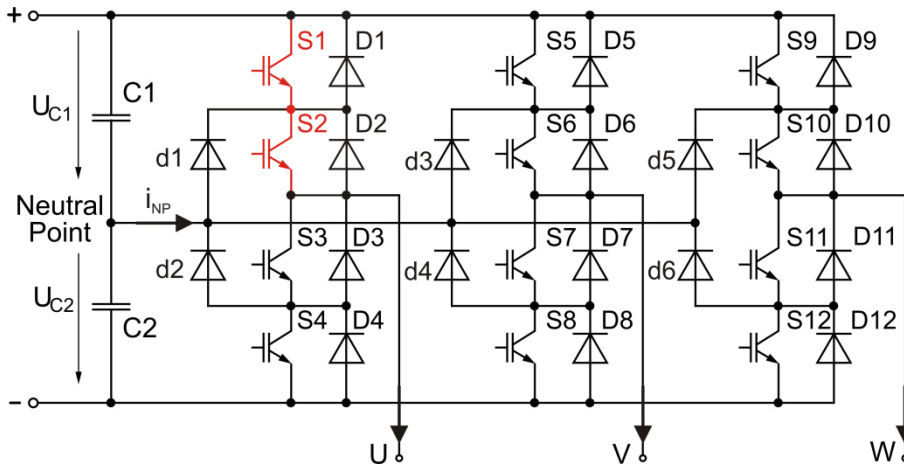 +
S1 D1 S5 D5 S9 D9
C1
UC1
S2 D2 S6 D6 S10 D10
d1 d3 d5
Neutral
Point
iNP
S3 D3 S7 D7 S11 D11
d2 d4 d6
UC2
C2
S4 D4 S8 D8 S12 D12
-
U V W